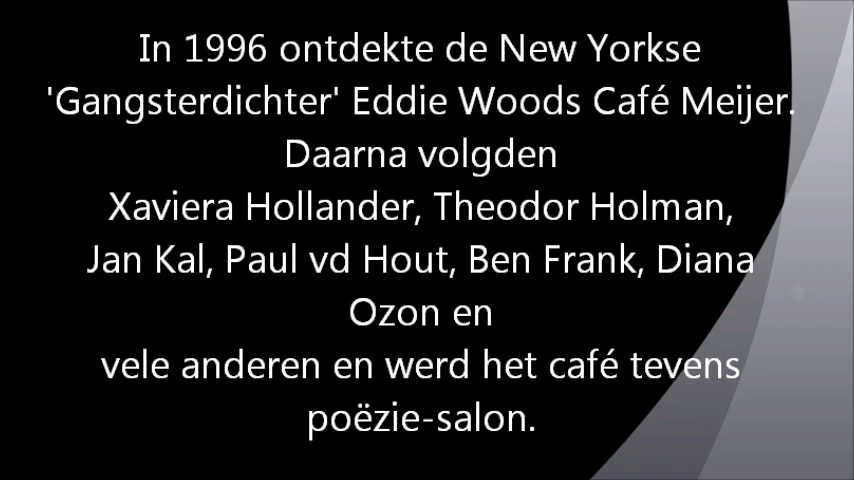 In 1996 ontdekte de New Yorkse
'Gangsterdichter' Eddie Woods Café Meijer.
Daarna volgden
Xaviera Hollander, Theodor Holman,
Jan Kal, Paul vd Hout, Ben Frank, Diana
Ozon en
vele anderen en werd het café tevens
poëzie-salon.